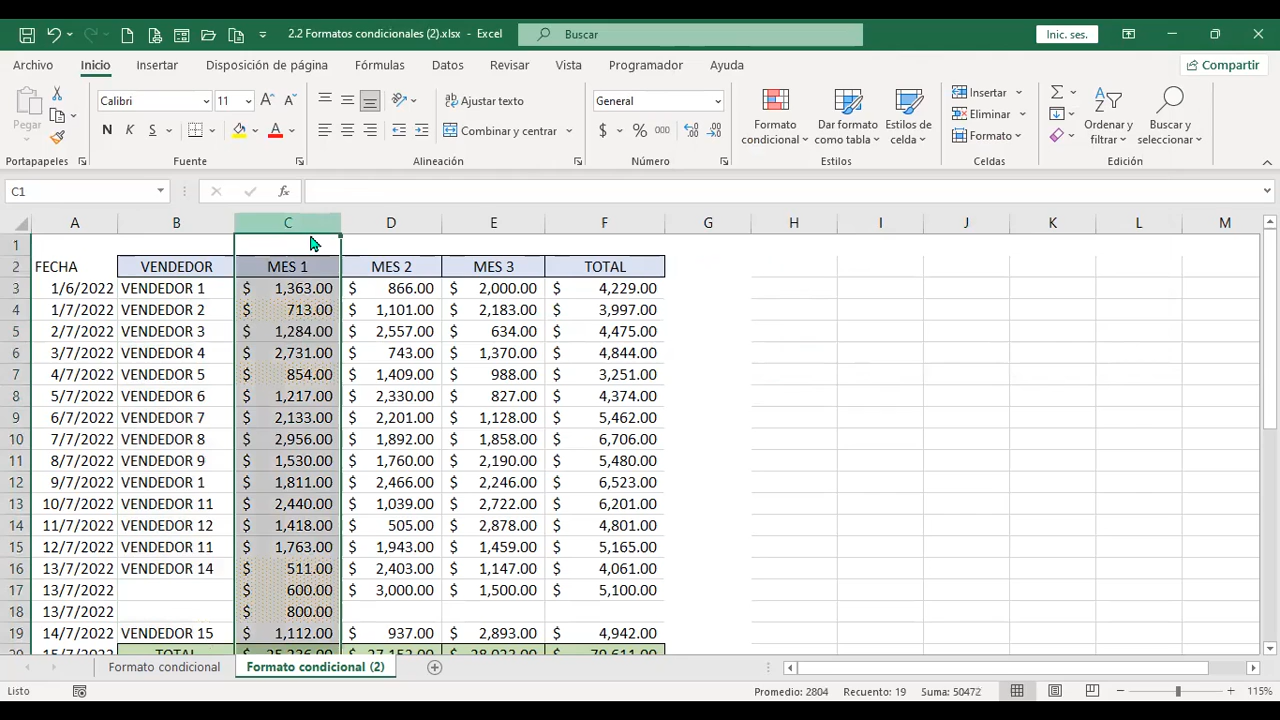 2.2 Formatos condicionales (2).xlsx - Excel
Buscar
Inic. ses.
Archivo Inicio Insertar Disposición de página Fórmulas Datos Revisar Vista Programador Ayuda Compartir
Pegar
Calibri 11
N K S
Ajustar texto
Combinar y centrar
General
$ % 000
Formato condicional
Dar formato como tabla
Estilos de celda
Insertar
Eliminar
Formato
Ordenar y filtrar
Buscar y seleccionar
Portapapeles Fuente Alineación Número Estilos Celdas Edición
C1
A B C D E F G H I J K L M
1
2 FECHA VENDEDOR MES 1 MES 2 MES 3 TOTAL
3 1/6/2022 VENDEDOR 1 $ 1,363.00 $ 866.00 $ 2,000.00 $ 4,229.00
4 1/7/2022 VENDEDOR 2 $ 713.00 $ 1,101.00 $ 2,183.00 $ 3,997.00
5 2/7/2022 VENDEDOR 3 $ 1,284.00 $ 2,557.00 $ 634.00 $ 4,475.00
6 3/7/2022 VENDEDOR 4 $ 2,731.00 $ 743.00 $ 1,370.00 $ 4,844.00
7 4/7/2022 VENDEDOR 5 $ 854.00 $ 1,409.00 $ 988.00 $ 3,251.00
8 5/7/2022 VENDEDOR 6 $ 1,217.00 $ 2,330.00 $ 827.00 $ 4,374.00
9 6/7/2022 VENDEDOR 7 $ 2,133.00 $ 2,201.00 $ 1,128.00 $ 5,462.00
10 7/7/2022 VENDEDOR 8 $ 2,956.00 $ 1,892.00 $ 1,858.00 $ 6,706.00
11 8/7/2022 VENDEDOR 9 $ 1,530.00 $ 1,760.00 $ 2,190.00 $ 5,480.00
12 9/7/2022 VENDEDOR 1 $ 1,811.00 $ 2,466.00 $ 2,246.00 $ 6,523.00
13 10/7/2022 VENDEDOR 11 $ 2,440.00 $ 1,039.00 $ 2,722.00 $ 6,201.00
14 11/7/2022 VENDEDOR 12 $ 1,418.00 $ 505.00 $ 2,878.00 $ 4,801.00
15 12/7/2022 VENDEDOR 11 $ 1,763.00 $ 1,943.00 $ 1,459.00 $ 5,165.00
16 13/7/2022 VENDEDOR 14 $ 511.00 $ 2,403.00 $ 1,147.00 $ 4,061.00
17 13/7/2022 $ 600.00 $ 3,000.00 $ 1,500.00 $ 5,100.00
18 13/7/2022 $ 800.00
19 14/7/2022 VENDEDOR 15 $ 1,112.00 $ 937.00 $ 2,893.00 $ 4,942.00
20 15/7/2022 TOTAL
Formato condicional Formato condicional (2)
Listo Promedio: 2804 Recuento: 19 Suma: 50472 115%